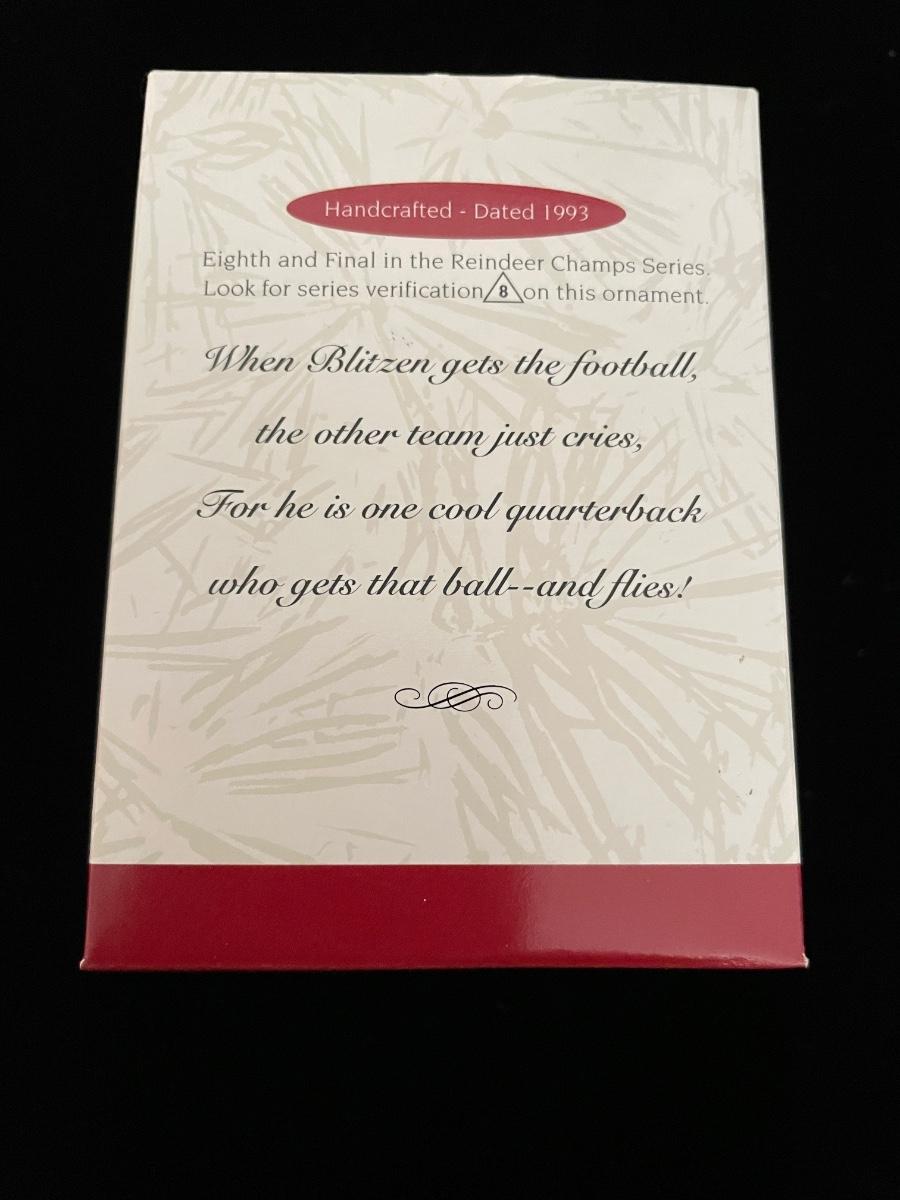 Handcrafted - Dated 1993
Eighth and Final in the Reindeer Champs Series.
Look for series verification 8 on this ornament.
When Blitzen gets the football,
the other team just cries,
For he is one cool quarterback
who gets that ball--and flies!